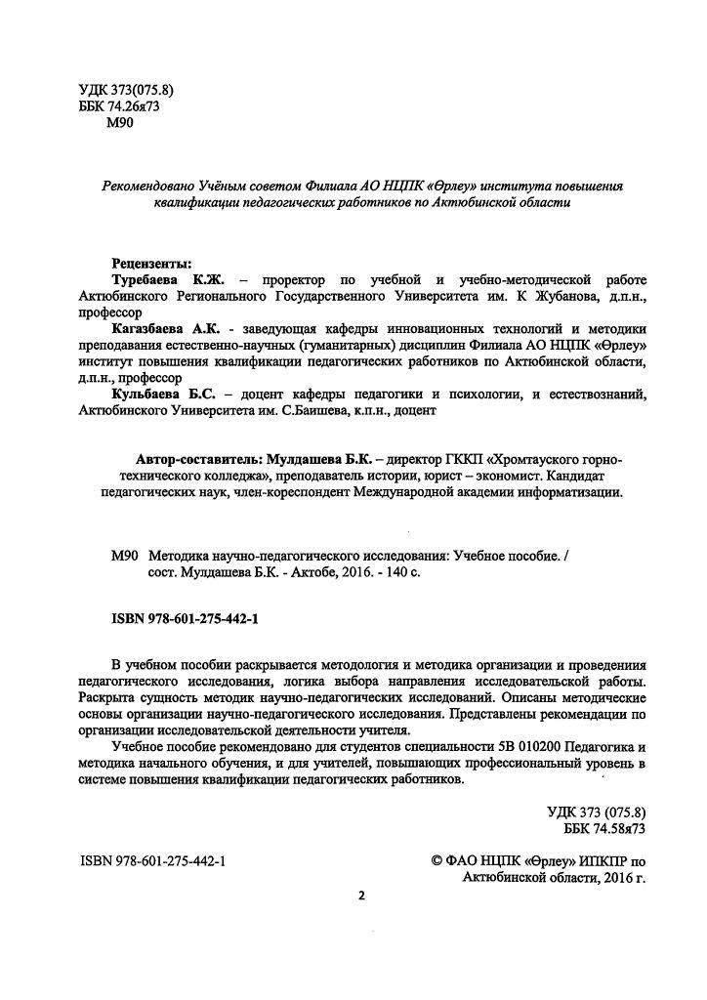 УДК 373(075.8)
ББК 74.26я73
М90
Рекомендовано Учёным советом Филиала АО НЦПК «Өрлеу» института повышения
квалификации педагогических работников по Актюбинской области
Рецензенты:
Туребаева К.Ж. – проректор по учебной и учебно-методической работе
Актюбинского Регионального Государственного Университета им. К Жубанова, д.п.н.,
профессор
Кагазбаева А.К. - заведующая кафедры инновационных технологий и методики
преподавания естественно-научных (гуманитарных) дисциплин Филиала АО НЦПК «Өрлеу»
институт повышения квалификации педагогических работников по Актюбинской области,
д.п.н., профессор
Кульбаева Б.С. – доцент кафедры педагогики и психологии, и естествознаний,
Актюбинского Университета им. С.Баишева, к.п.н., доцент
Автор-составитель: Мулдашева Б.К. – директор ГККП «Хромтауского горно-
технического колледжа», преподаватель истории, юрист – экономист. Кандидат
педагогических наук, член-кореспондент Международной академии информатизации.
М90 Методика научно-педагогического исследования: Учебное пособие. /
сост. Мулдашева Б.К. - Актобе, 2016. - 140 с.
ISBN 978-601-275-442-1
В учебном пособии раскрывается методология и методика организации и проведениия
педагогического исследования, логика выбора направления исследовательской работы.
Раскрыта сущность методик научно-педагогических исследований. Описаны методические
основы организации научно-педагогического исследования. Представлены рекомендации по
организации исследовательской деятельности учителя.
Учебное пособие рекомендовано для студентов специальности 5В 010200 Педагогика и
методика начального обучения, и для учителей, повышающих профессиональный уровень в
системе повышения квалификации педагогических работников.
УДК 373 (075.8)
ББК 74.58я73
ISBN 978-601-275-442-1 © ФАО НЦПК «Өрлеу» ИПКПР по
Актюбинской области, 2016 г.
2